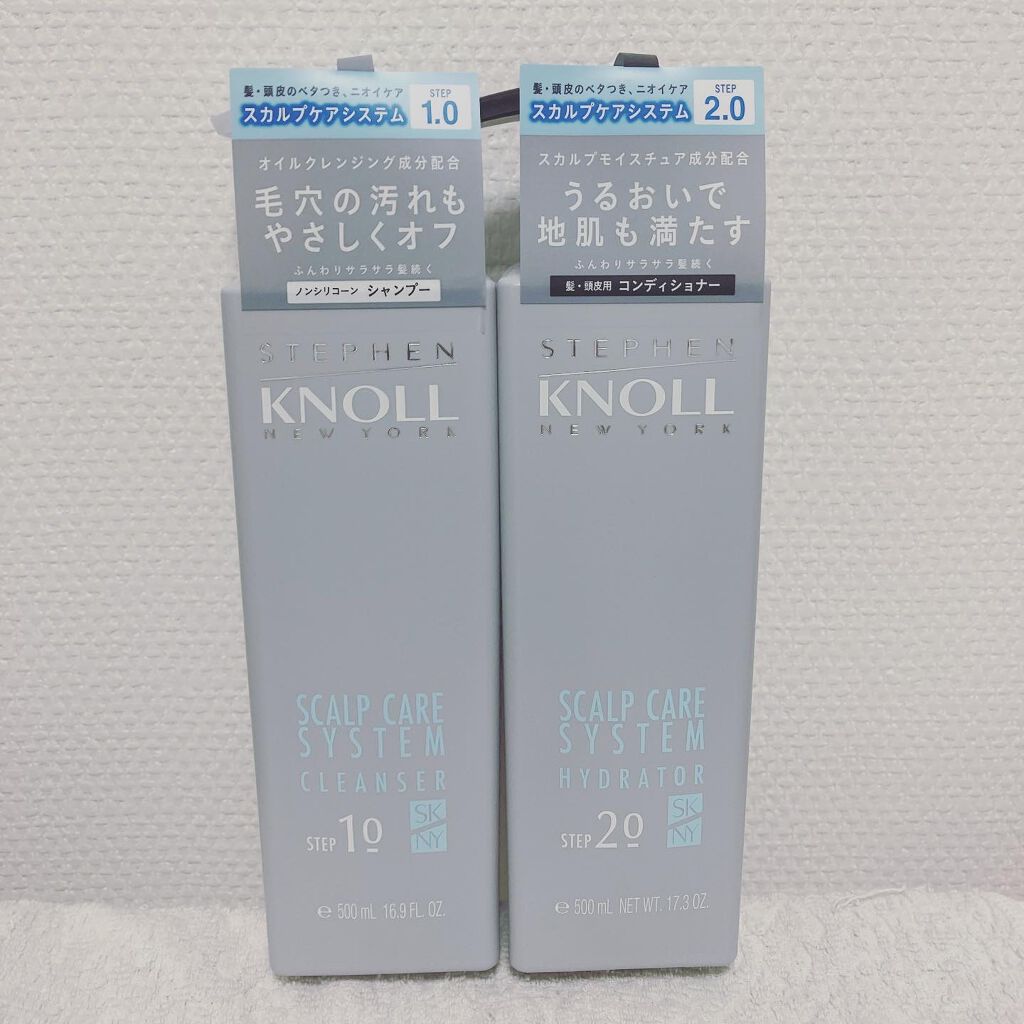 髪・頭皮のベタつき、ニオイケア
スカルプケアシステム
STEP
1.0
オイルクレンジング成分配合
毛穴の汚れも
やさしくオフ
ふんわりサラサラ髪続く
ノンシリコーン シャンプー
STEPHEN
KNOLL
NEW YORK
SCALP CARE
SYSTEM
CLEANSER
STEP 1.0
SK
NY
e 500 mL 16.9 FL. OZ.
髪・頭皮のベタつき、ニオイケア
スカルプケアシステム
STEP
2.0
スカルプモイスチュア成分配合
うるおいで
地肌も満たす
ふんわりサラサラ髪続く
髪・頭皮用 コンディショナー
STEPHEN
KNOLL
NEW YORK
SCALP CARE
SYSTEM
HYDRATOR
STEP 2.0
SK
NY
e 500 mL NET WT. 17.3 OZ.